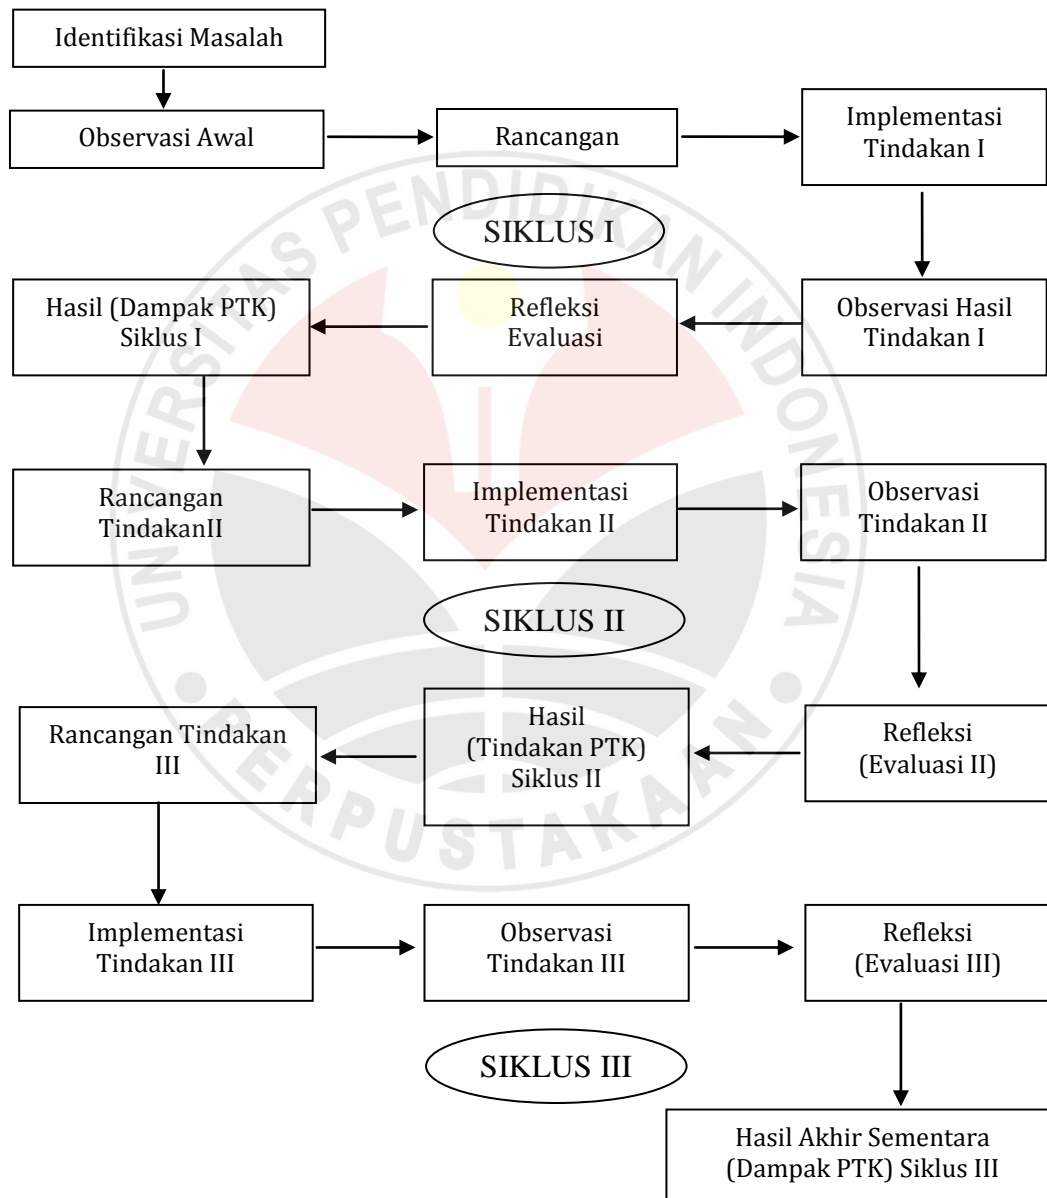 Identifikasi Masalah
Observasi Awal
Rancangan
Implementasi
Tindakan I
SIKLUS I
Hasil (Dampak PTK)
Siklus I
Refleksi
Evaluasi
Observasi Hasil
Tindakan I
Rancangan
TindakanII
Implementasi
Tindakan II
Observasi
Tindakan II
SIKLUS II
Rancangan Tindakan
III
Hasil
(Tindakan PTK)
Siklus II
Refleksi
(Evaluasi II)
Implementasi
Tindakan III
Observasi
Tindakan III
Refleksi
(Evaluasi III)
SIKLUS III
Hasil Akhir Sementara
(Dampak PTK) Siklus III
UNIVERSITAS PENDIDIKAN INDONESIA
PERPUSTAKAAN